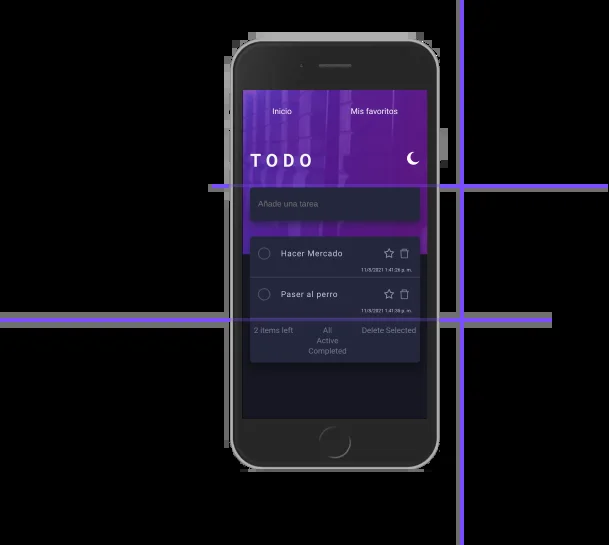 Inicio Mis favoritos
TODO
Añade una tarea
Hacer Mercado
11/8/2021 1:41:26 p. m.
Paser al perro
11/8/2021 1:41:36 p. m.
2 items left All Delete Selected
Active
Completed